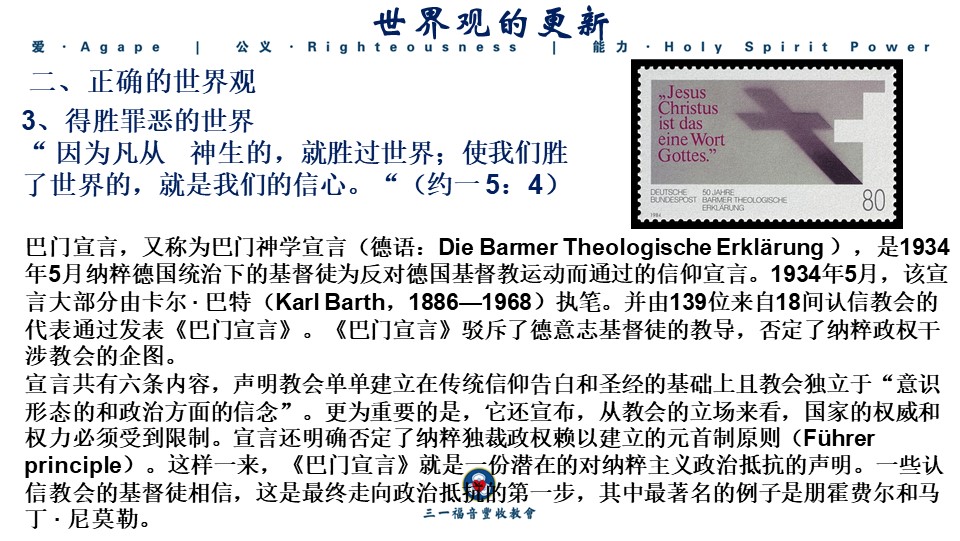 世界观的更新
爱 · Agape | 公义 · Righteousness | 能力 · Holy Spirit Power
二、正确的世界观
3、得胜罪恶的世界
“ 因为凡从 神生的，就胜过世界；使我们胜
了世界的，就是我们的信心。“（约一 5：4）
„Jesus
Christus
ist das
eine Wort
Gottes.”
DEUTSCHE
BUNDESPOST
50 JAHRE
BARMER THEOLOGISCHE
ERKLÄRUNG
80
1984
巴门宣言，又称为巴门神学宣言（德语：Die Barmer Theologische Erklärung ），是1934
年5月纳粹德国统治下的基督徒为反对德国基督教运动而通过的信仰宣言。1934年5月，该宣
言大部分由卡尔 · 巴特（Karl Barth，1886—1968）执笔。并由139位来自18间认信教会的
代表通过发表《巴门宣言》。《巴门宣言》驳斥了德意志基督徒的教导，否定了纳粹政权干
涉教会的企图。
宣言共有六条内容，声明教会单单建立在传统信仰告白和圣经的基础上且教会独立于“意识
形态的和政治方面的信念”。更为重要的是，它还宣布，从教会的立场来看，国家的权威和
权力必须受到限制。宣言还明确否定了纳粹独裁政权赖以建立的元首制原则（Führer
principle）。这样一来，《巴门宣言》就是一份潜在的对纳粹主义政治抵抗的声明。一些认
信教会的基督徒相信，这是最终走向政治抵抗的第一步，其中最著名的例子是朋霍费尔和马
丁 · 尼莫勒。
三一福音豐收教會